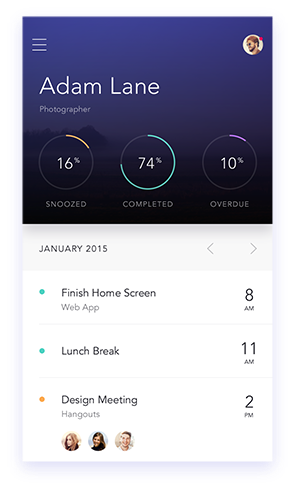 Adam Lane
Photographer
16% 74% 10%
SNOOZED COMPLETED OVERDUE
JANUARY 2015
Finish Home Screen 8
Web App AM
Lunch Break 11
AM
Design Meeting 2
Hangouts PM